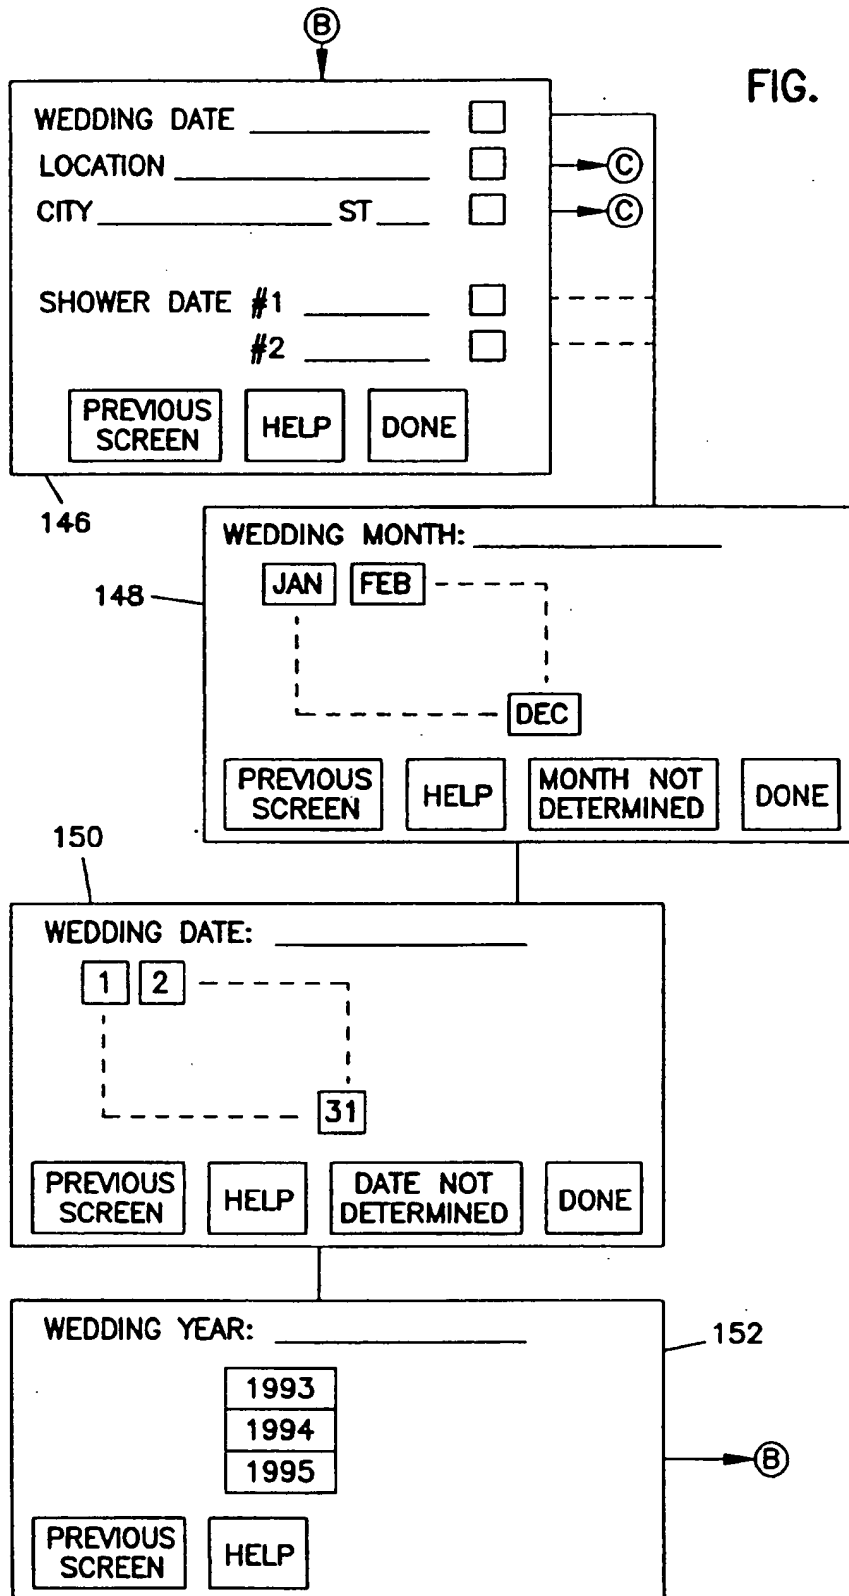 B
FIG.
WEDDING DATE
LOCATION
C
CITY ST
C
SHOWER DATE #1
#2
PREVIOUS SCREEN
HELP
DONE
146
WEDDING MONTH:
148
JAN FEB
DEC
PREVIOUS SCREEN
HELP
MONTH NOT DETERMINED
DONE
150
WEDDING DATE:
1 2
31
PREVIOUS SCREEN
HELP
DATE NOT DETERMINED
DONE
WEDDING YEAR:
152
1993
1994
1995
B
PREVIOUS SCREEN
HELP